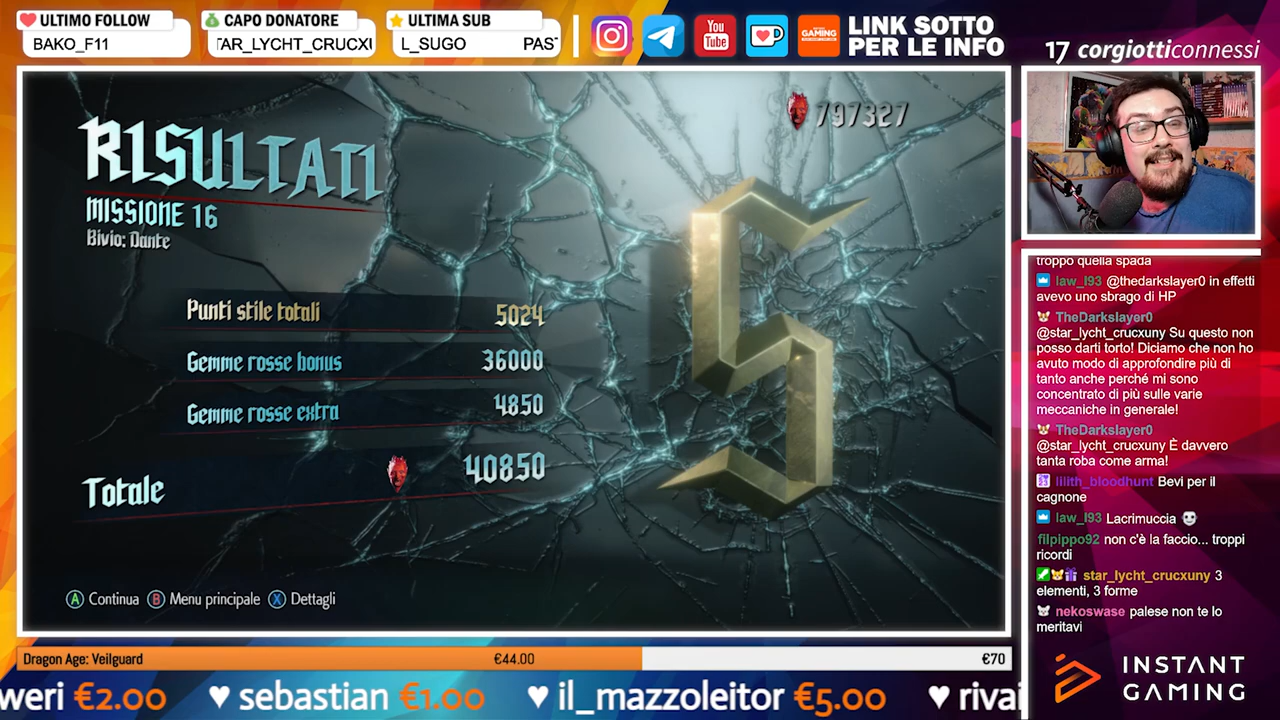 ULTIMO FOLLOW
BAKO_F11
CAPO DONATORE
TAR_LYCHT_CRUCXU
ULTIMA SUB
L_SUGO PAST
You
Tube
INSTANT
GAMING
LINK SOTTO
PER LE INFO
17 corgiotticonnessi
797327
RISULTATI
MISSIONE 16
Bivio: Dante
Punti stile totali 5024
Gemme rosse bonus 36000
Gemme rosse extra 4850
Totale 40850
S
A Continua B Menu principale X Dettagli
troppo quella spada
law_l93 @thedarkslayer0 in effetti
avevo uno sbrago di HP
TheDarkslayer0
@star_lycht_crucxuny Su questo non
posso darti torto! Diciamo che non ho
avuto modo di approfondire più di
tanto anche perché mi sono
concentrato di più sulle varie
meccaniche in generale!
TheDarkslayer0
@star_lycht_crucxuny È davvero
tanta roba come arma!
lilith_bloodhunt Bevi per il
cagnone
law_l93 Lacrimuccia
filpippo92 non c'è la faccio... troppi
ricordi
star_lycht_crucxuny 3
elementi, 3 forme
nekoswase palese non te lo
meritavi
Dragon Age: Veilguard €44.00 €70
weri €2.00 ♥ sebastian €1.00 ♥ il_mazzoleitor €5.00 ♥ rivai
INSTANT
GAMING